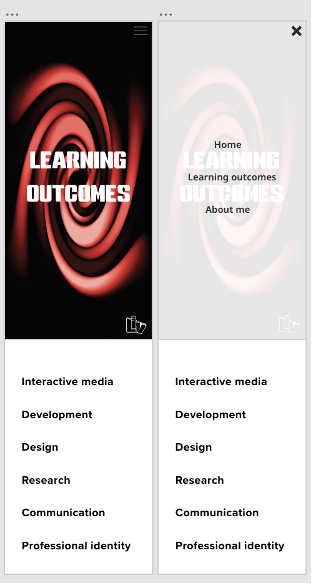 LEARNING
OUTCOMES
Interactive media
Development
Design
Research
Communication
Professional identity
Home
LEARNING
Learning outcomes
OUTCOMES
About me
Interactive media
Development
Design
Research
Communication
Professional identity